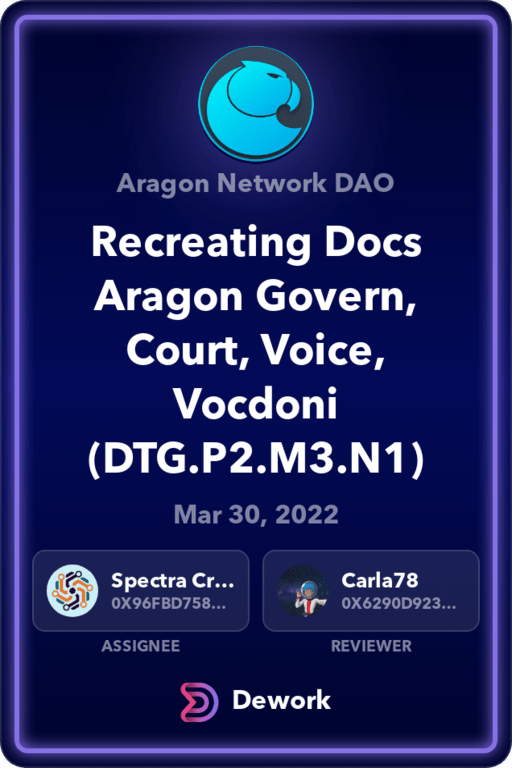 Aragon Network DAO
Recreating Docs
Aragon Govern,
Court, Voice,
Vocdoni
(DTG.P2.M3.N1)
Mar 30, 2022
Spectra Cr...
0X96FBD758...
ASSIGNEE
Carla78
0X6290D923...
REVIEWER
Dework